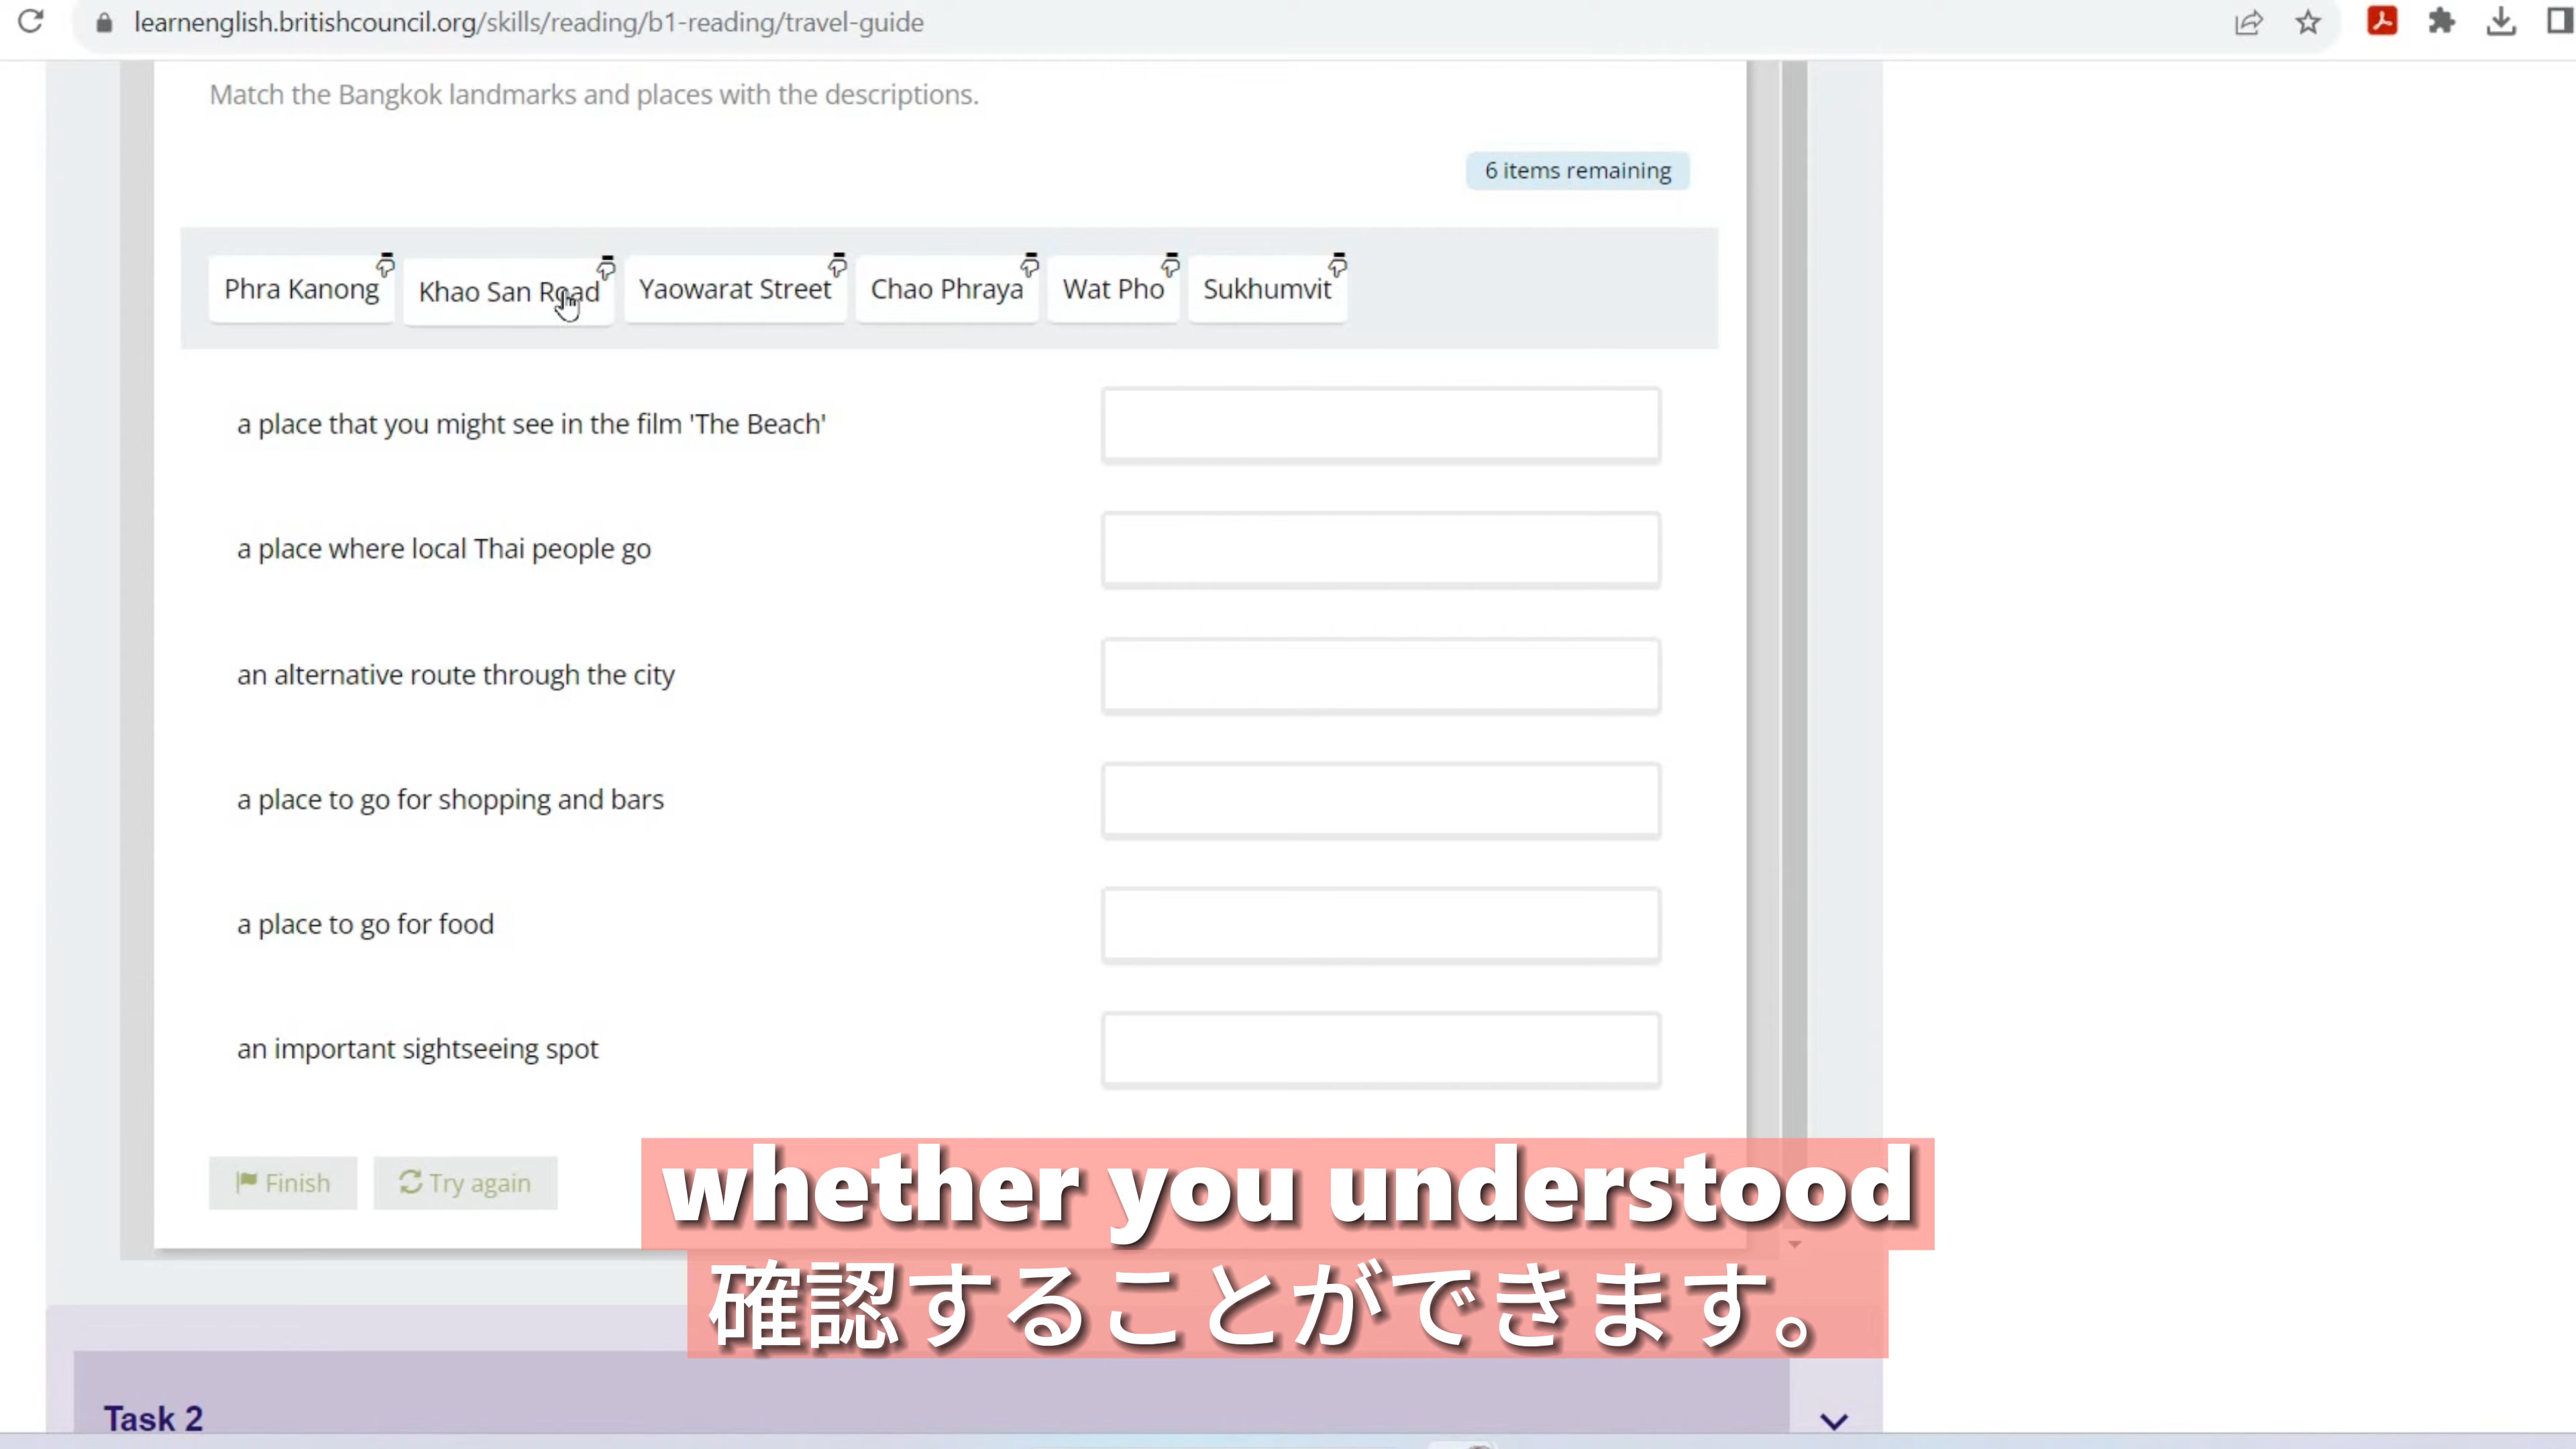 learnenglish.britishcouncil.org/skills/reading/b1-reading/travel-guide
Match the Bangkok landmarks and places with the descriptions.
6 items remaining
Phra Kanong Khao San Road Yaowarat Street Chao Phraya Wat Pho Sukhumvit
a place that you might see in the film 'The Beach'
a place where local Thai people go
an alternative route through the city
a place to go for shopping and bars
a place to go for food
an important sightseeing spot
Finish Try again
whether you understood
確認することができます。
Task 2